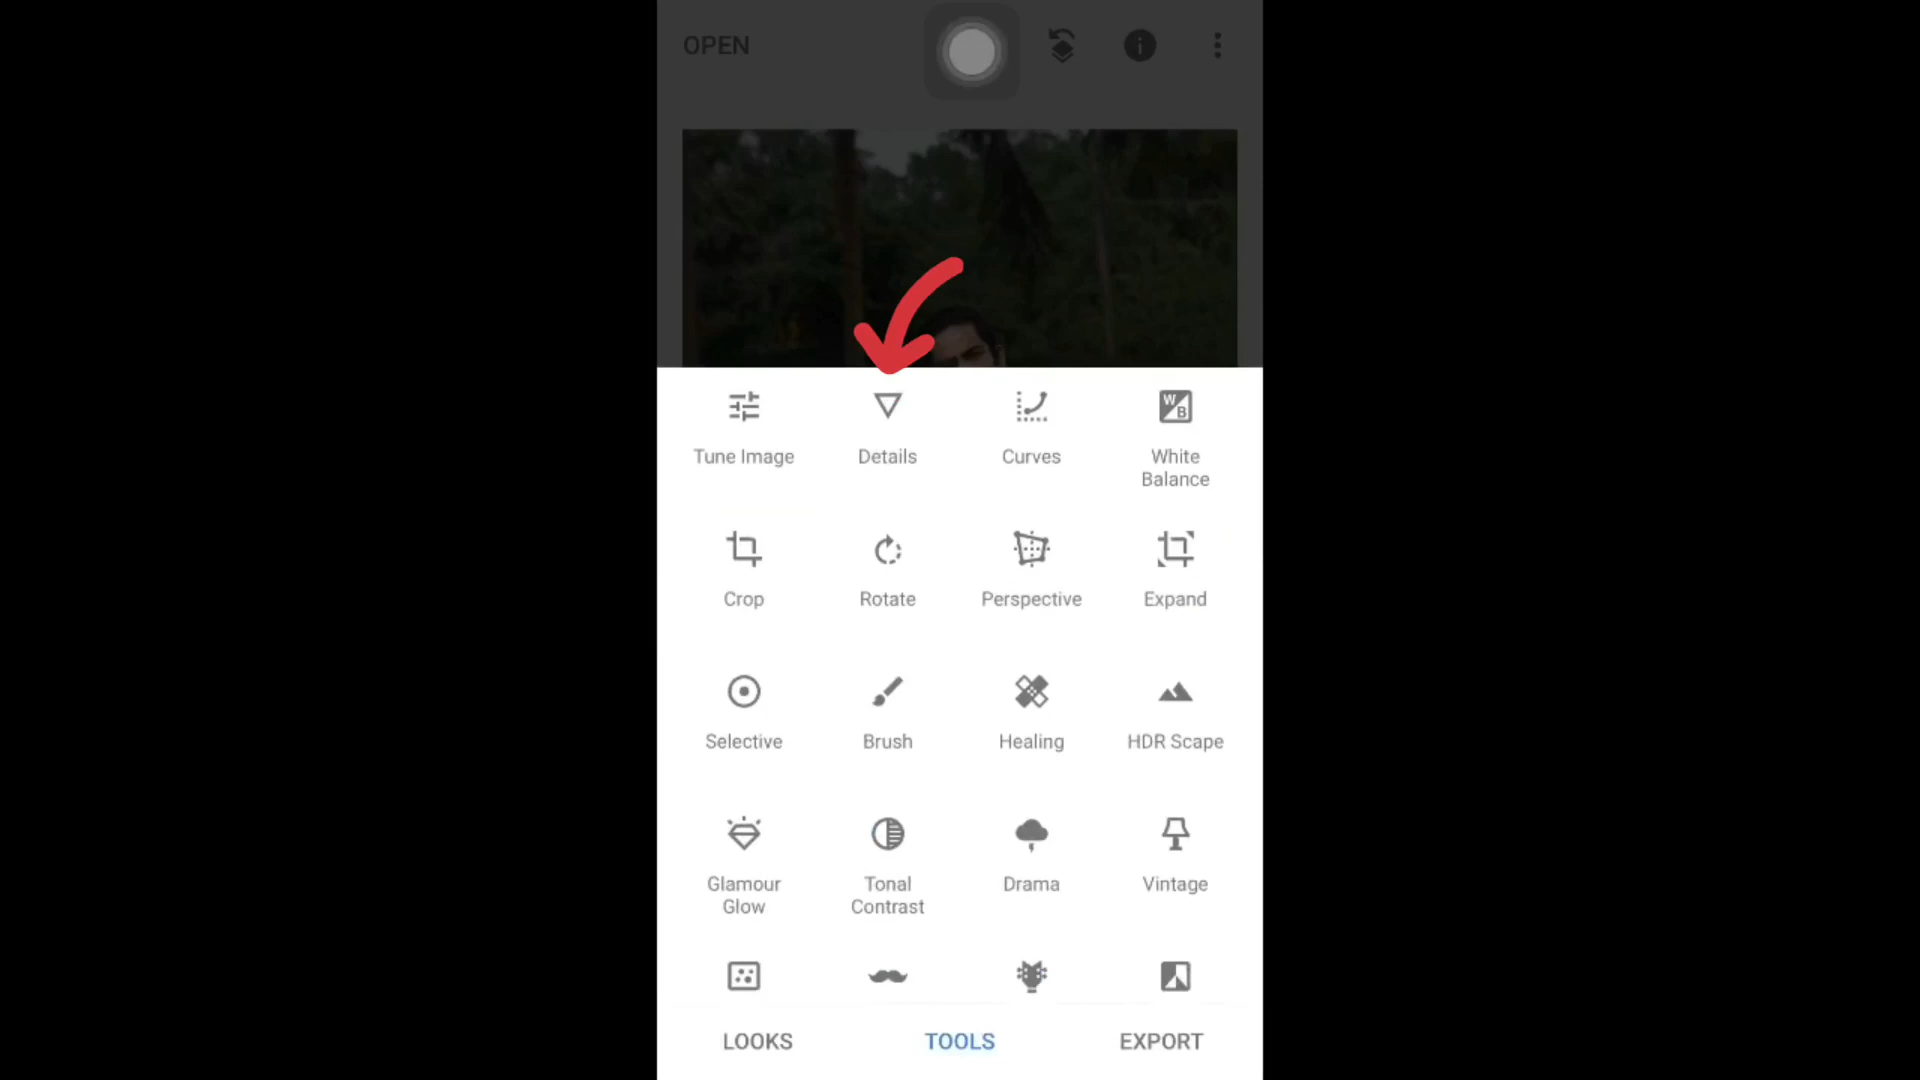 OPEN
Tune Image
Details
Curves
White
Balance
Crop
Rotate
Perspective
Expand
Selective
Brush
Healing
HDR Scape
Glamour
Glow
Tonal
Contrast
Drama
Vintage
LOOKS
TOOLS
EXPORT